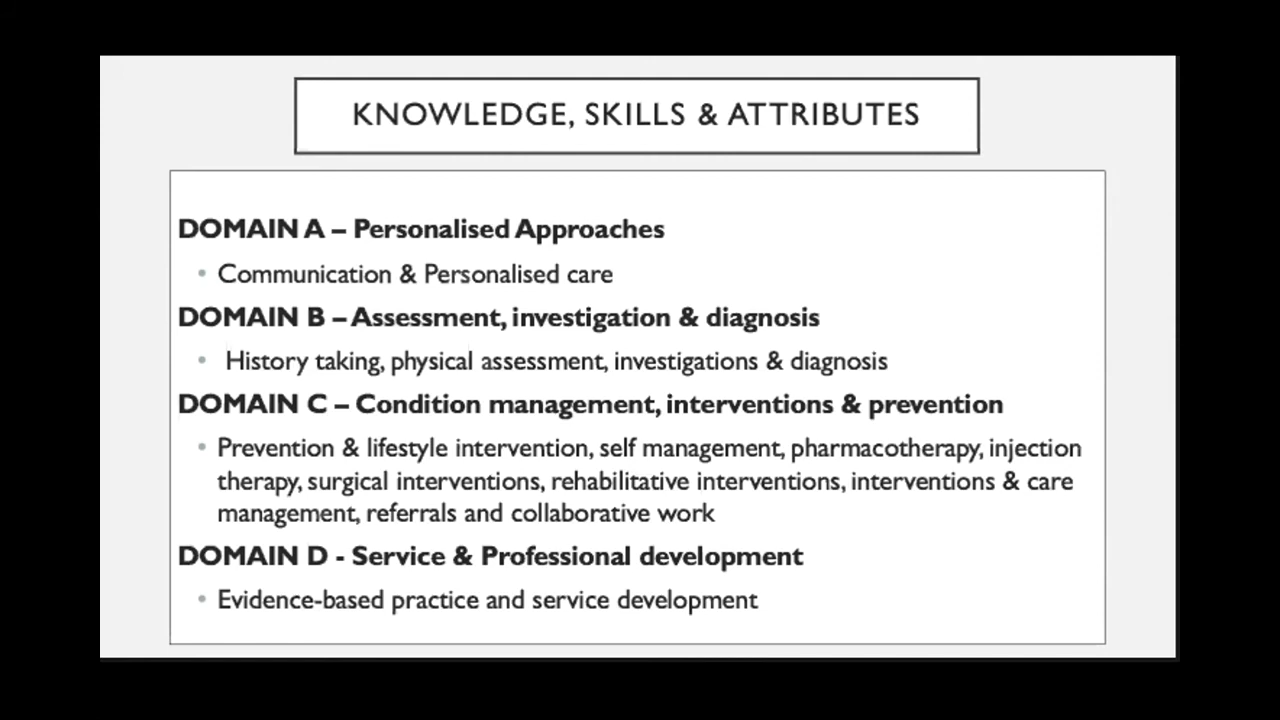 KNOWLEDGE, SKILLS & ATTRIBUTES
DOMAIN A – Personalised Approaches
• Communication & Personalised care
DOMAIN B – Assessment, investigation & diagnosis
• History taking, physical assessment, investigations & diagnosis
DOMAIN C – Condition management, interventions & prevention
• Prevention & lifestyle intervention, self management, pharmacotherapy, injection
therapy, surgical interventions, rehabilitative interventions, interventions & care
management, referrals and collaborative work
DOMAIN D - Service & Professional development
• Evidence-based practice and service development